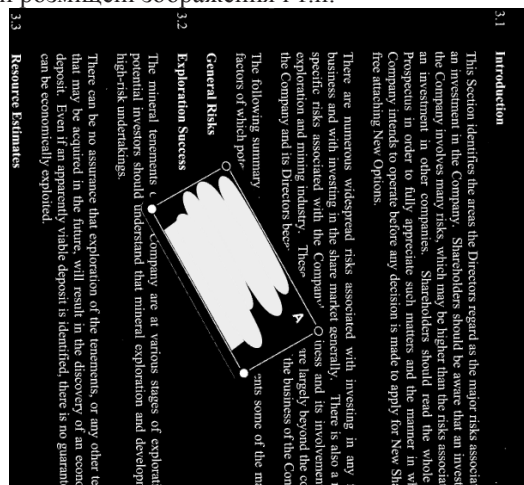 розміщені зображення і т.п.
3.1 Introduction
This Section identifies the areas the Directors regard as the major risks associa
an investment in the Company. Shareholders should be aware that an invest
the Company involves many risks, which may be higher than the risks associa
an investment in other companies. Shareholders should read the whole
Prospectus in order to fully appreciate such matters and the manner in wh
Company intends to operate before any decision is made to apply for New Sha
free attaching New Options.
There are numerous widespread risks associated with investing in any
business and with investing in the share market generally. There is also a
specific risks associated with the Company iness and its involvemen
exploration and mining industry. These are largely beyond the co
the Company and its Directors bec the business of the Com
The following summary ents some of the ma
factors of which pote
General Risks
3.2 Exploration Success
The mineral tenements Company are at various stages of explorati
potential investors should understand that mineral exploration and developm
high-risk undertakings.
There can be no assurance that exploration of the tenements, or any other te
that may be acquired in the future, will result in the discovery of an econo
deposit. Even if an apparently viable deposit is identified, there is no guarant
can be economically exploited.
3.3 Resource Estimates
A